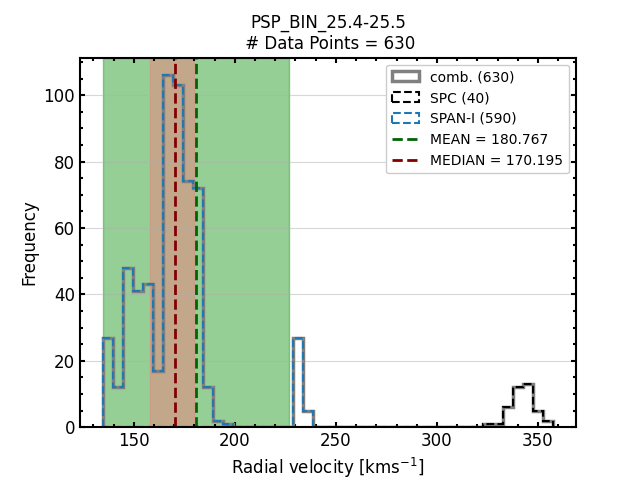 PSP_BIN_25.4-25.5
# Data Points = 630
comb. (630)
SPC (40)
SPAN-I (590)
MEAN = 180.767
MEDIAN = 170.195
Frequency
100
80
60
40
20
0
150 200 250 300 350
Radial velocity [kms⁻¹]